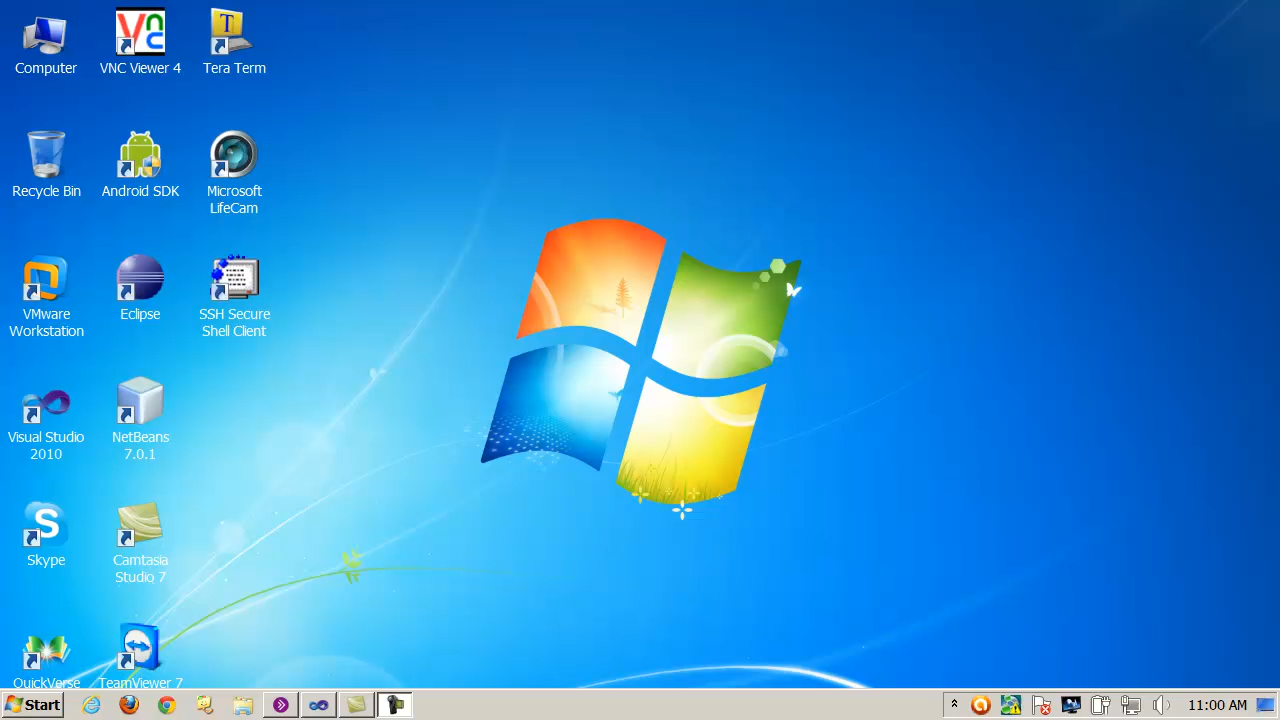 Computer
VNC Viewer 4
Tera Term
Recycle Bin
Android SDK
Microsoft
LifeCam
VMware
Workstation
Eclipse
SSH Secure
Shell Client
Visual Studio
2010
NetBeans
7.0.1
Skype
Camtasia
Studio 7
QuickVerse
TeamViewer 7
Start
11:00 AM